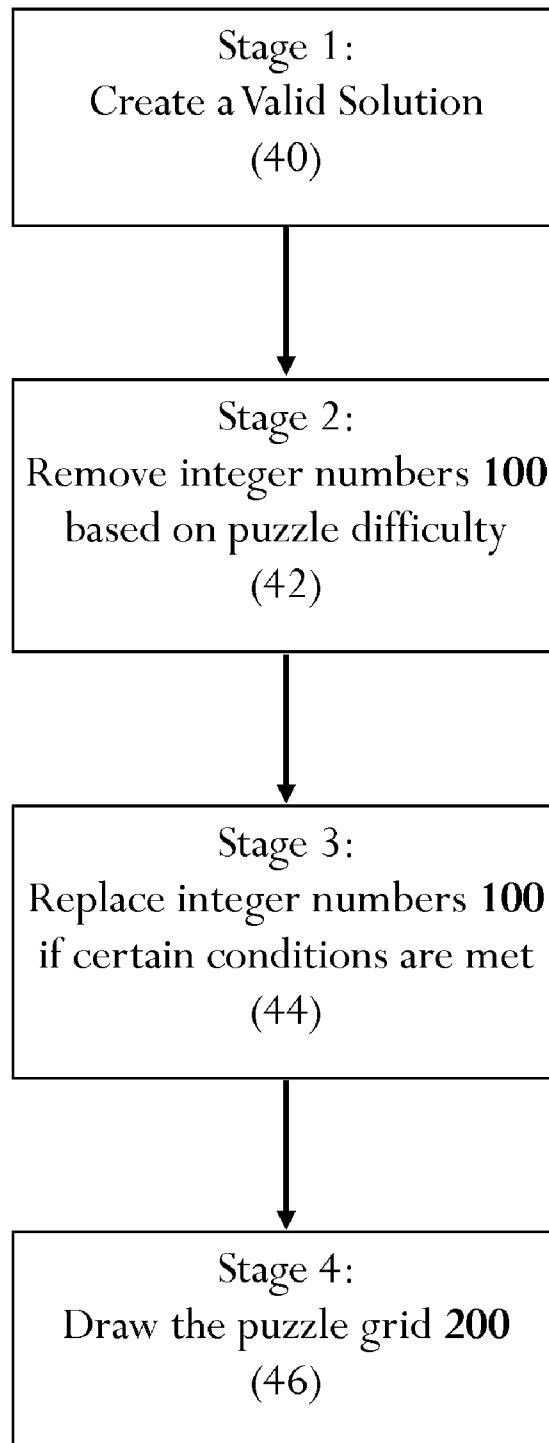 Stage 1:
Create a Valid Solution
(40)
Stage 2:
Remove integer numbers 100
based on puzzle difficulty
(42)
Stage 3:
Replace integer numbers 100
if certain conditions are met
(44)
Stage 4:
Draw the puzzle grid 200
(46)